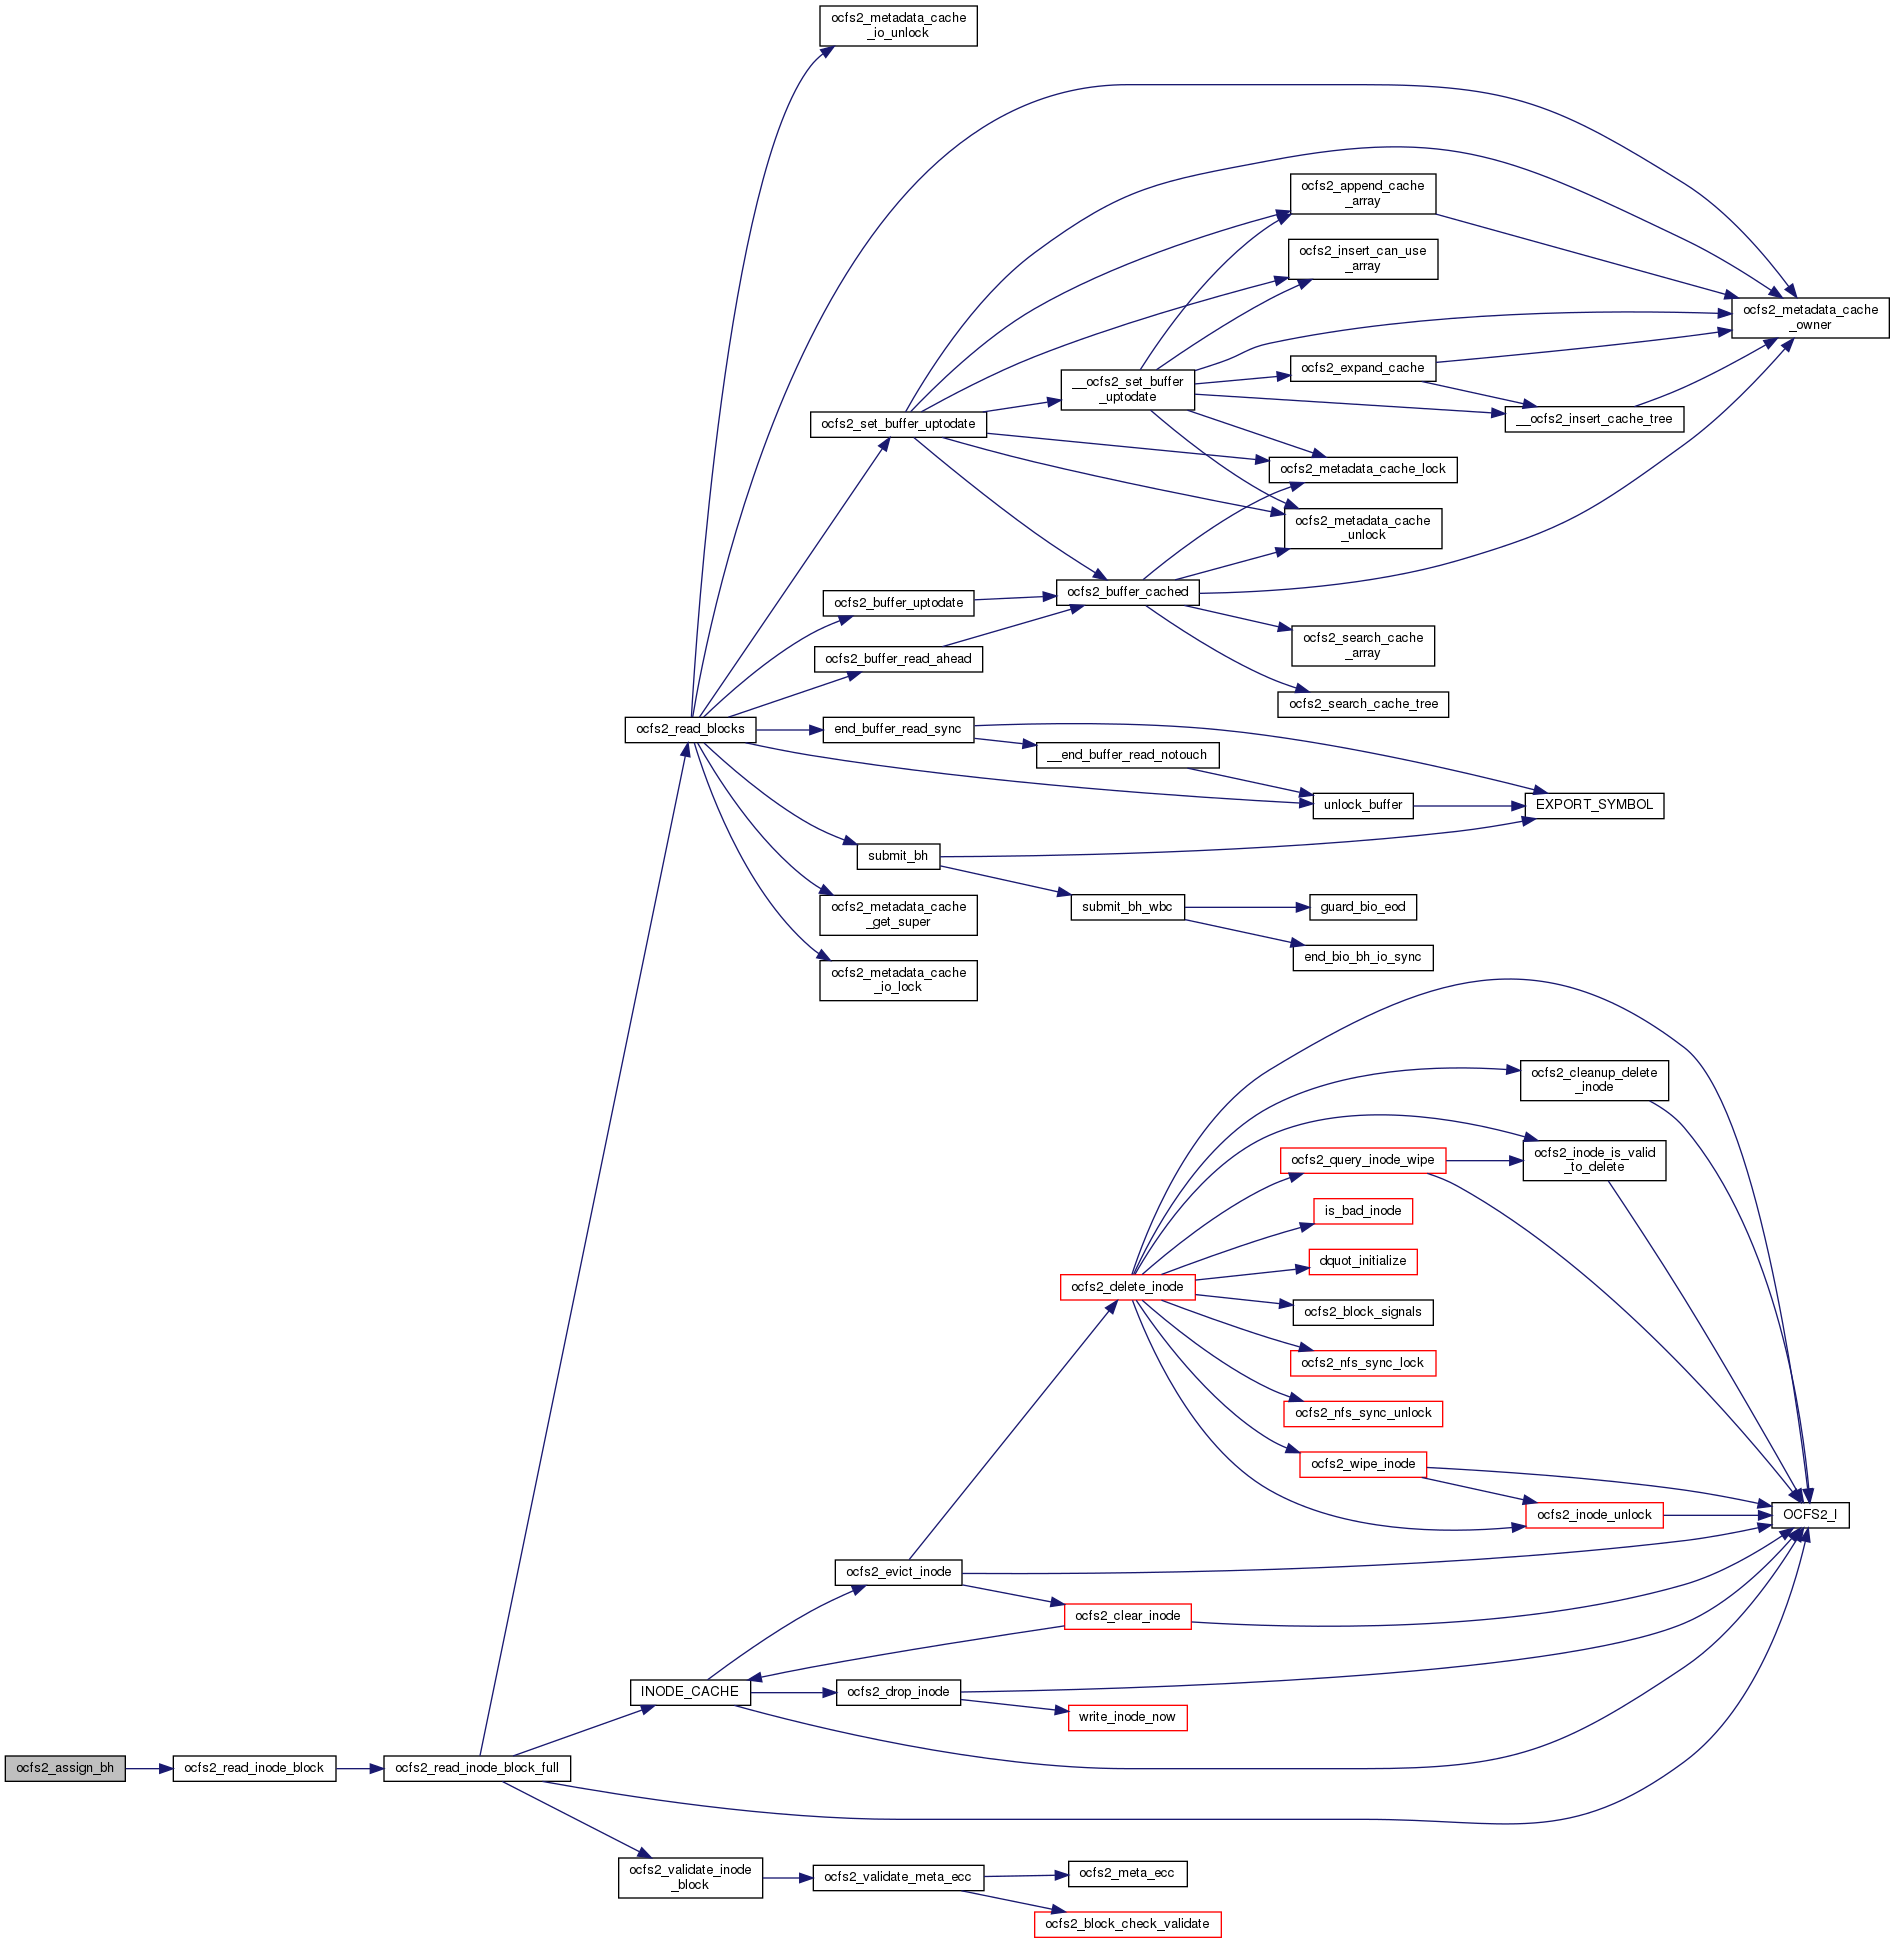 ocfs2_metadata_cache
_io_unlock
ocfs2_append_cache
_array
ocfs2_insert_can_use
_array
ocfs2_metadata_cache
_owner
__ocfs2_set_buffer
_uptodate
ocfs2_expand_cache
__ocfs2_insert_cache_tree
ocfs2_set_buffer_uptodate
ocfs2_metadata_cache_lock
ocfs2_metadata_cache
_unlock
ocfs2_buffer_cached
ocfs2_buffer_uptodate
ocfs2_search_cache
_array
ocfs2_buffer_read_ahead
ocfs2_search_cache_tree
ocfs2_read_blocks
end_buffer_read_sync
__end_buffer_read_notouch
unlock_buffer
EXPORT_SYMBOL
submit_bh
submit_bh_wbc
guard_bio_eod
ocfs2_metadata_cache
_get_super
end_bio_bh_io_sync
ocfs2_metadata_cache
_io_lock
ocfs2_cleanup_delete
_inode
ocfs2_query_inode_wipe
ocfs2_inode_is_valid
_to_delete
is_bad_inode
dquot_initialize
ocfs2_delete_inode
ocfs2_block_signals
ocfs2_nfs_sync_lock
ocfs2_nfs_sync_unlock
ocfs2_wipe_inode
ocfs2_inode_unlock
OCFS2_I
ocfs2_evict_inode
ocfs2_clear_inode
INODE_CACHE
ocfs2_drop_inode
write_inode_now
ocfs2_assign_bh
ocfs2_read_inode_block
ocfs2_read_inode_block_full
ocfs2_validate_inode
_block
ocfs2_validate_meta_ecc
ocfs2_meta_ecc
ocfs2_block_check_validate